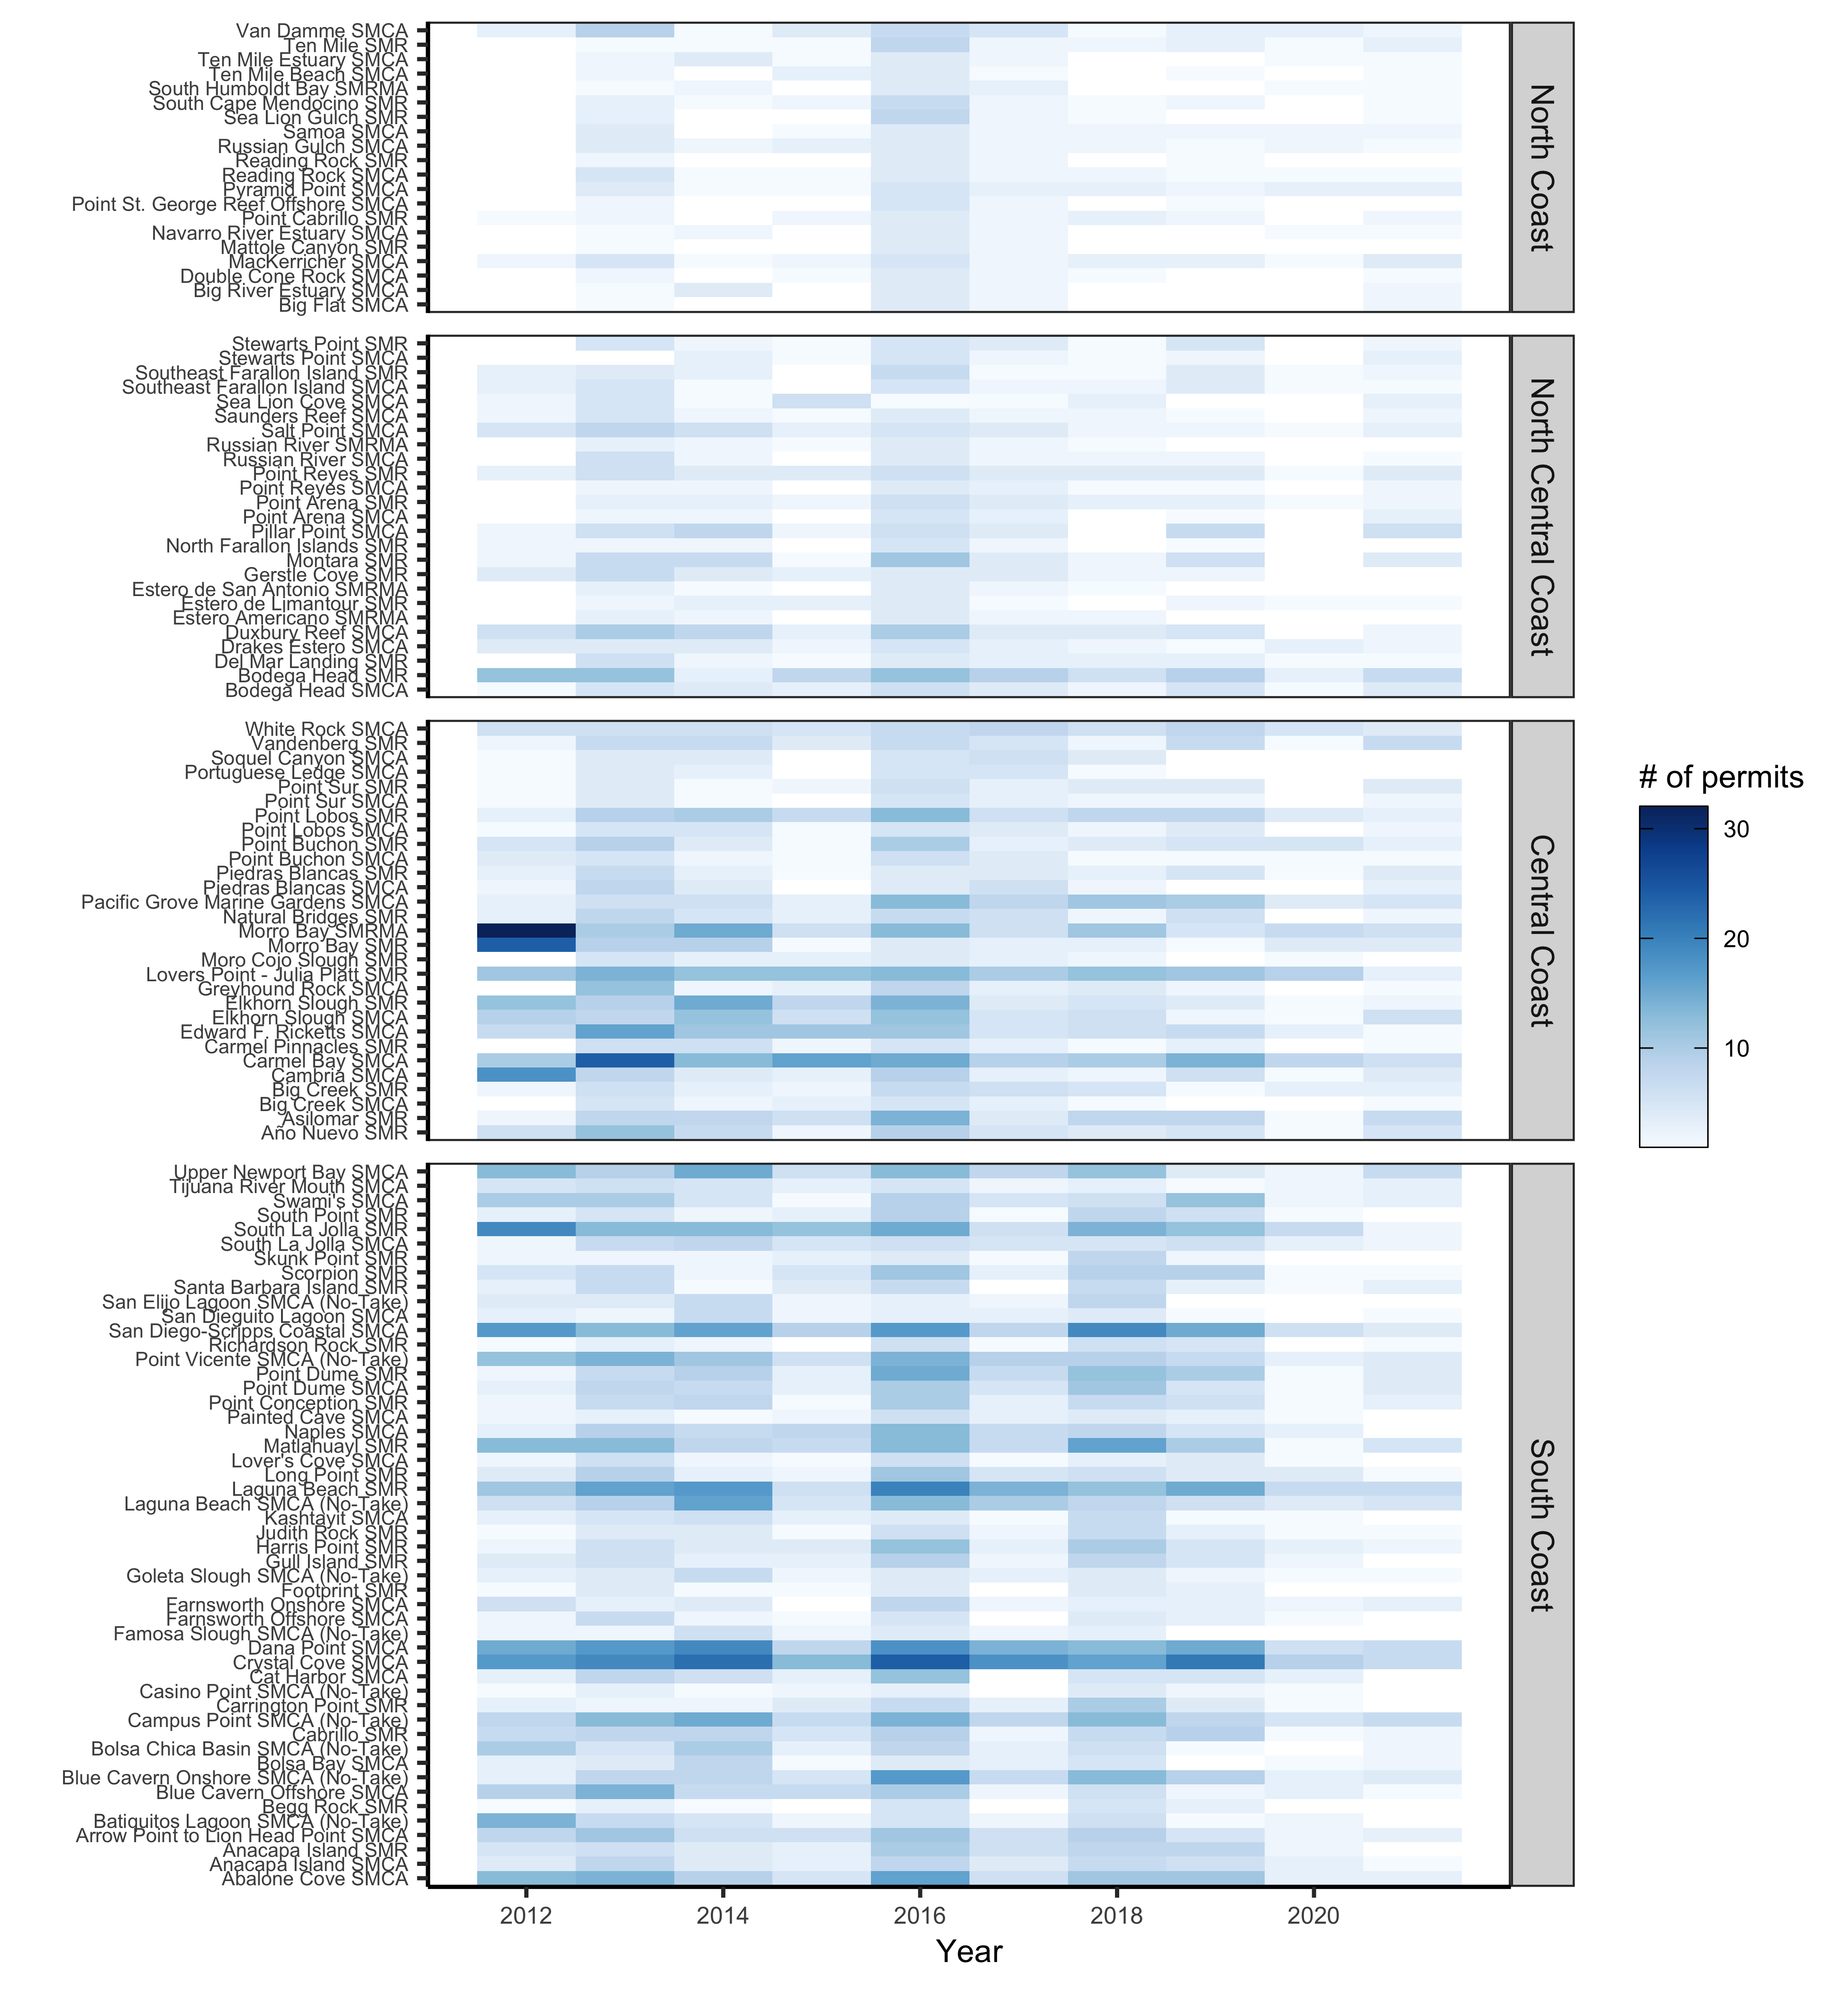 Van Damme SMCA
Ten Mile SMR
Ten Mile Estuary SMCA
Ten Mile Beach SMCA
South Humboldt Bay SMRMA
South Cape Mendocino SMR
Sea Lion Gulch SMR
Samoa SMCA
Russian Gulch SMCA
Reading Rock SMR
Reading Rock SMCA
Pyramid Point SMCA
Point St. George Reef Offshore SMCA
Point Cabrillo SMR
Navarro River Estuary SMCA
Mattole Canyon SMR
MacKerricher SMCA
Double Cone Rock SMCA
Big River Estuary SMCA
Big Flat SMCA
North Coast
Stewarts Point SMR
Stewarts Point SMCA
Southeast Farallon Island SMR
Southeast Farallon Island SMCA
Sea Lion Cove SMCA
Saunders Reef SMCA
Salt Point SMCA
Russian River SMRMA
Russian River SMCA
Point Reyes SMR
Point Reyes SMCA
Point Arena SMR
Point Arena SMCA
Pillar Point SMCA
North Farallon Islands SMR
Montara SMR
Gerstle Cove SMR
Estero de San Antonio SMRMA
Estero de Limantour SMR
Estero Americano SMRMA
Duxbury Reef SMCA
Drakes Estero SMCA
Del Mar Landing SMR
Bodega Head SMR
Bodega Head SMCA
North Central Coast
White Rock SMCA
Vandenberg SMR
Soquel Canyon SMCA
Portuguese Ledge SMCA
Point Sur SMR
Point Sur SMCA
Point Lobos SMR
Point Lobos SMCA
Point Buchon SMR
Point Buchon SMCA
Piedras Blancas SMR
Piedras Blancas SMCA
Pacific Grove Marine Gardens SMCA
Natural Bridges SMR
Morro Bay SMRMA
Morro Bay SMR
Moro Cojo Slough SMR
Lovers Point - Julia Platt SMR
Greyhound Rock SMCA
Elkhorn Slough SMR
Elkhorn Slough SMCA
Edward F. Ricketts SMCA
Carmel Pinnacles SMR
Carmel Bay SMCA
Cambria SMCA
Big Creek SMR
Big Creek SMCA
Asilomar SMR
Año Nuevo SMR
Central Coast
Upper Newport Bay SMCA
Tijuana River Mouth SMCA
Swami's SMCA
South Point SMR
South La Jolla SMR
South La Jolla SMCA
Skunk Point SMR
Scorpion SMR
Santa Barbara Island SMR
San Elijo Lagoon SMCA (No-Take)
San Dieguito Lagoon SMCA
San Diego-Scripps Coastal SMCA
Richardson Rock SMR
Point Vicente SMCA (No-Take)
Point Dume SMR
Point Dume SMCA
Point Conception SMR
Painted Cave SMCA
Naples SMCA
Matlahuayl SMR
Lover's Cove SMCA
Long Point SMR
Laguna Beach SMR
Laguna Beach SMCA (No-Take)
Kashtayit SMCA
Judith Rock SMR
Harris Point SMR
Gull Island SMR
Goleta Slough SMCA (No-Take)
Footprint SMR
Farnsworth Onshore SMCA
Farnsworth Offshore SMCA
Famosa Slough SMCA (No-Take)
Dana Point SMCA
Crystal Cove SMCA
Cat Harbor SMCA
Casino Point SMCA (No-Take)
Carrington Point SMR
Campus Point SMCA (No-Take)
Cabrillo SMR
Bolsa Chica Basin SMCA (No-Take)
Bolsa Bay SMCA
Blue Cavern Onshore SMCA (No-Take)
Blue Cavern Offshore SMCA
Begg Rock SMR
Batiquitos Lagoon SMCA (No-Take)
Arrow Point to Lion Head Point SMCA
Anacapa Island SMR
Anacapa Island SMCA
Abalone Cove SMCA
South Coast
2012 2014 2016 2018 2020
Year
# of permits
30
20
10